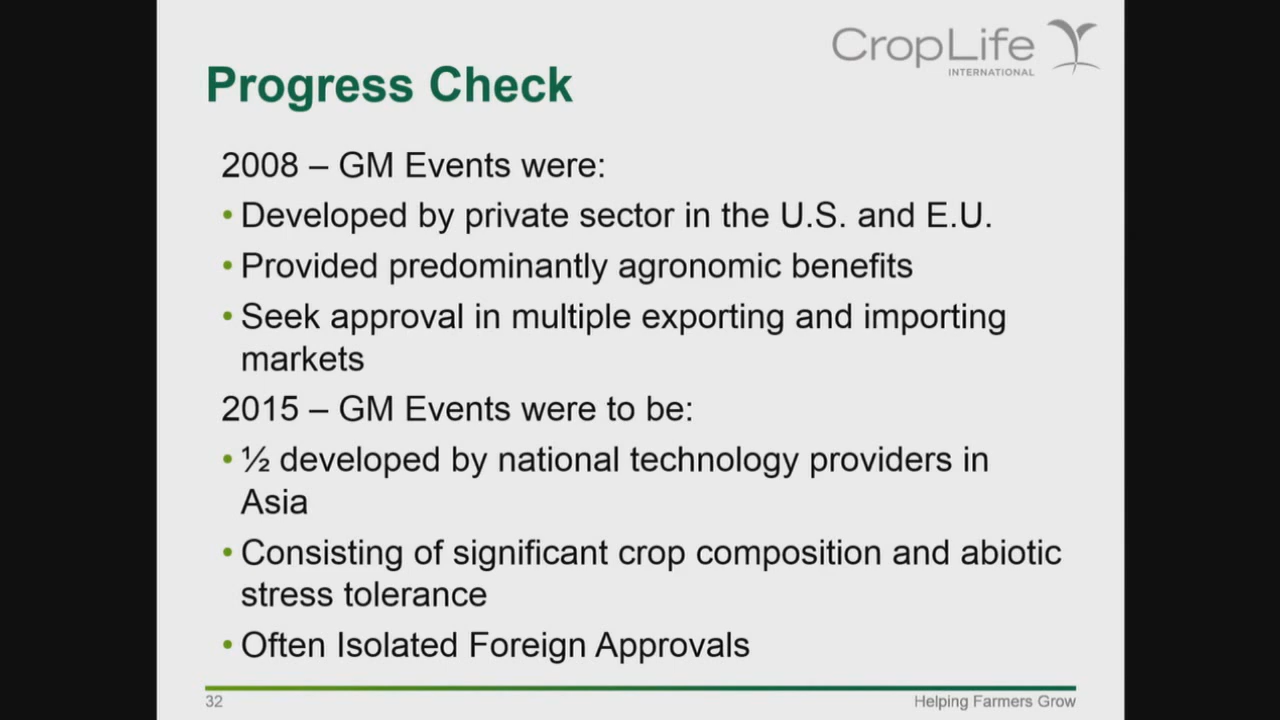 CropLife
INTERNATIONAL
Progress Check
2008 – GM Events were:
• Developed by private sector in the U.S. and E.U.
• Provided predominantly agronomic benefits
• Seek approval in multiple exporting and importing
markets
2015 – GM Events were to be:
• ½ developed by national technology providers in
Asia
• Consisting of significant crop composition and abiotic
stress tolerance
• Often Isolated Foreign Approvals
32
Helping Farmers Grow